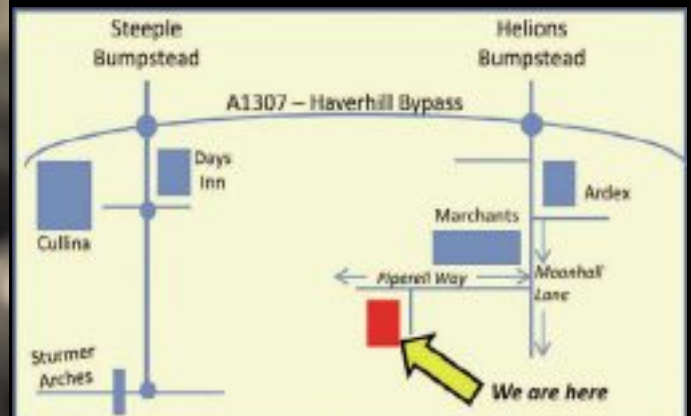 Steeple
Bumpstead
Helions
Bumpstead
A1307 – Haverhill Bypass
Days
Inn
Ardex
Cullina
Marchants
Piperell Way
Moonhall
Lane
Sturmer
Arches
We are here